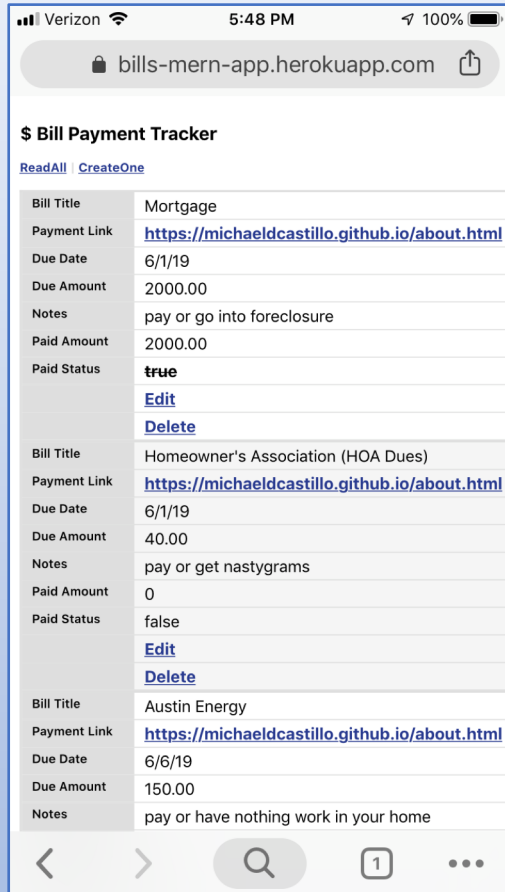 Verizon 5:48 PM 100%
bills-mern-app.herokuapp.com
$ Bill Payment Tracker
ReadAll | CreateOne
Bill Title Mortgage
Payment Link https://michaeldcastillo.github.io/about.html
Due Date 6/1/19
Due Amount 2000.00
Notes pay or go into foreclosure
Paid Amount 2000.00
Paid Status true
Edit
Delete
Bill Title Homeowner's Association (HOA Dues)
Payment Link https://michaeldcastillo.github.io/about.html
Due Date 6/1/19
Due Amount 40.00
Notes pay or get nastygrams
Paid Amount 0
Paid Status false
Edit
Delete
Bill Title Austin Energy
Payment Link https://michaeldcastillo.github.io/about.html
Due Date 6/6/19
Due Amount 150.00
Notes pay or have nothing work in your home
1